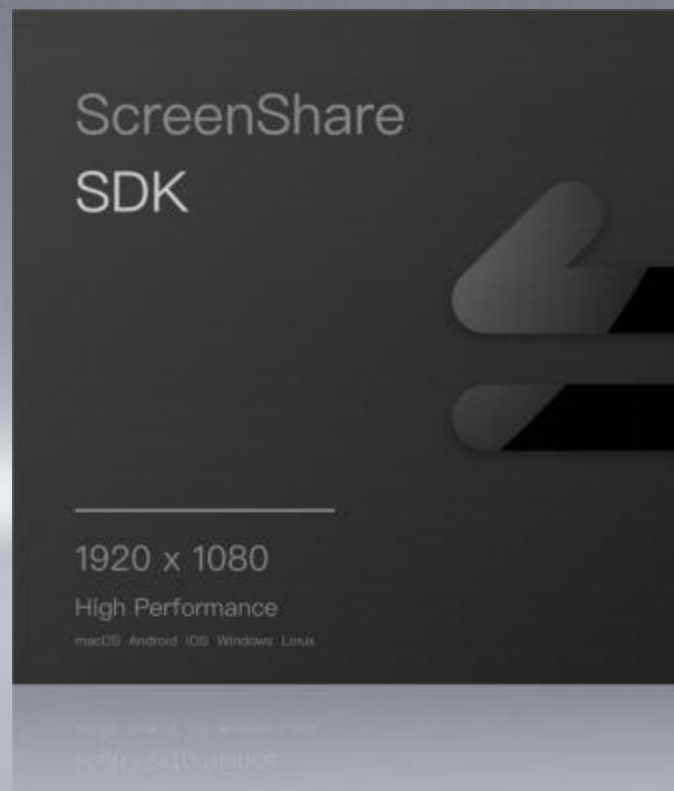 ScreenShare
SDK
1920 x 1080
High Performance
macOS Android iOS Windows Linux